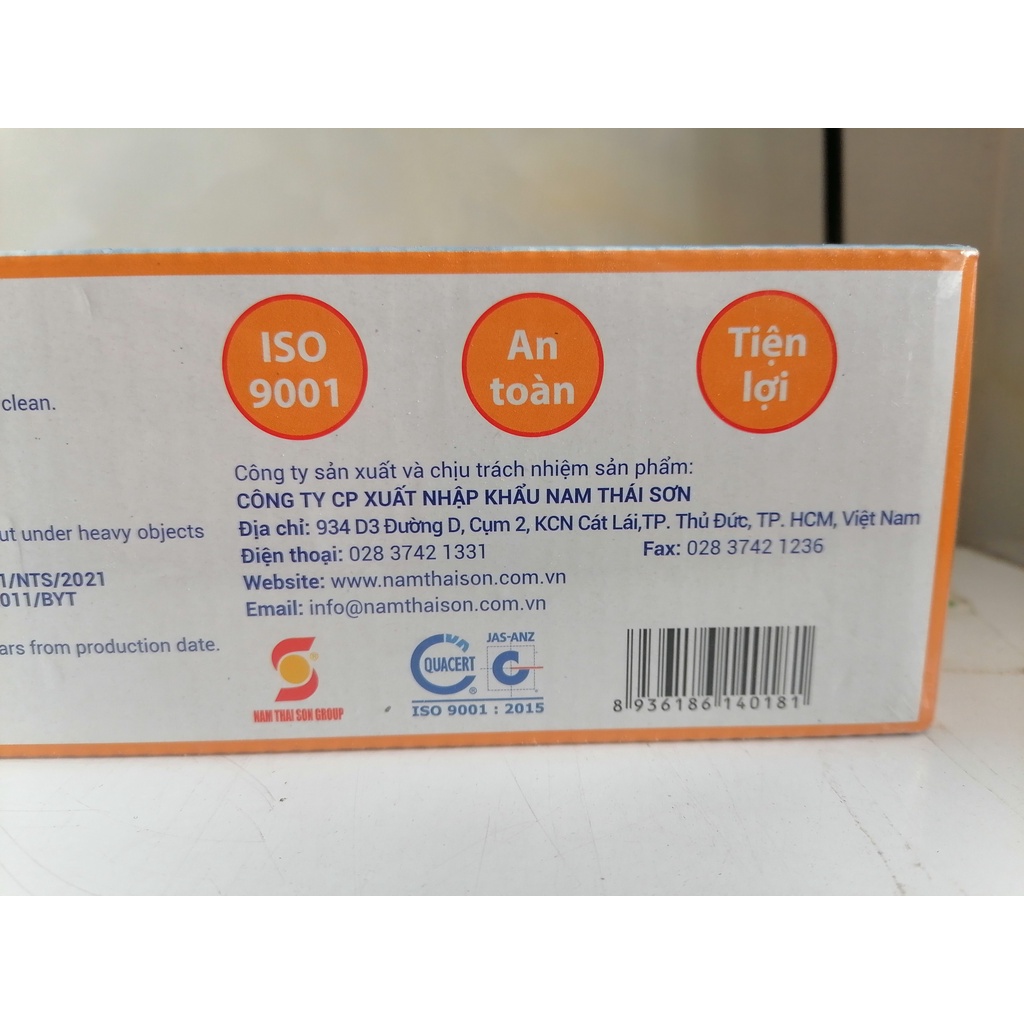 ISO
9001
An
toàn
Tiện
lợi
clean.
ut under heavy objects
1/NTS/2021
011/BYT
ars from production date.
Công ty sản xuất và chịu trách nhiệm sản phẩm:
CÔNG TY CP XUẤT NHẬP KHẨU NAM THÁI SƠN
Địa chỉ: 934 D3 Đường D, Cụm 2, KCN Cát Lái,TP. Thủ Đức, TP. HCM, Việt Nam
Điện thoại: 028 3742 1331 Fax: 028 3742 1236
Website: www.namthaison.com.vn
Email: info@namthaison.com.vn
NAM THAI SON GROUP
QUACERT
®
JAS-ANZ
ISO 9001 : 2015
8 936186 140181